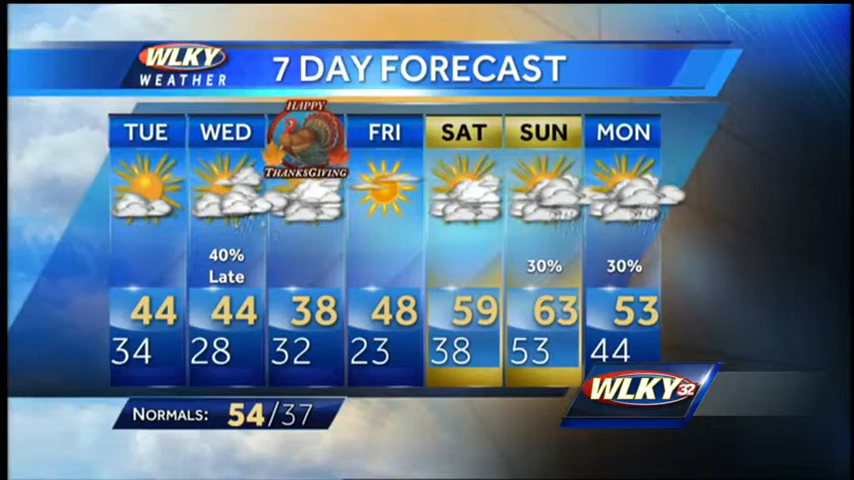 WLKY
WEATHER
7 DAY FORECAST
TUE WED HAPPY THANKSGIVING FRI SAT SUN MON
40% Late 30% 30%
44 44 38 48 59 63 53
34 28 32 23 38 53 44
NORMALS: 54/37
WLKY 32